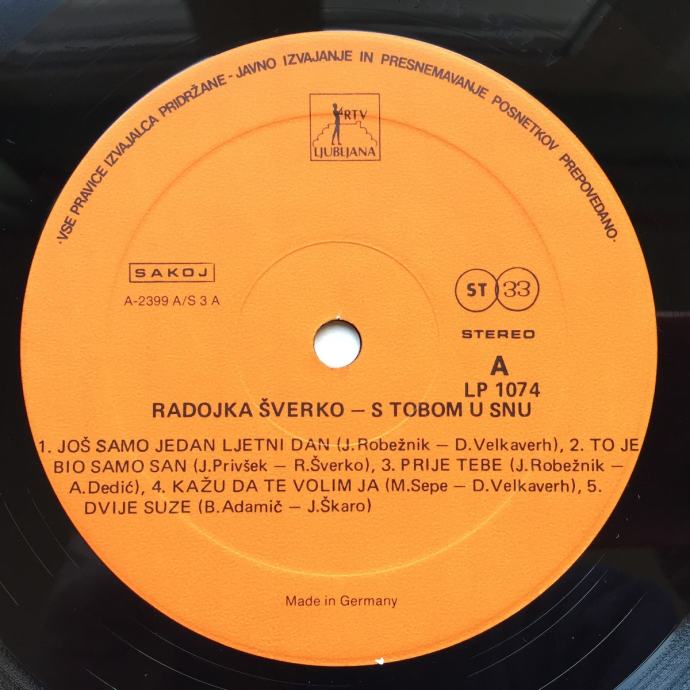 ·VSE PRAVICE IZVAJALCA PRIDRŽANE - JAVNO IZVAJANJE IN PRESNEMAVANJE POSNETKOV PREPOVEDANO·
RTV
LJUBLJANA
SAKOJ
A-2399 A/S 3 A
ST 33
STEREO
A
LP 1074
RADOJKA ŠVERKO – S TOBOM U SNU
1. JOŠ SAMO JEDAN LJETNI DAN (J.Robežnik – D.Velkaverh), 2. TO JE
BIO SAMO SAN (J.Privšek – R.Šverko), 3. PRIJE TEBE (J.Robežnik –
A.Dedić), 4. KAŽU DA TE VOLIM JA (M.Sepe – D.Velkaverh), 5.
DVIJE SUZE (B.Adamič – J.Škaro)
Made in Germany